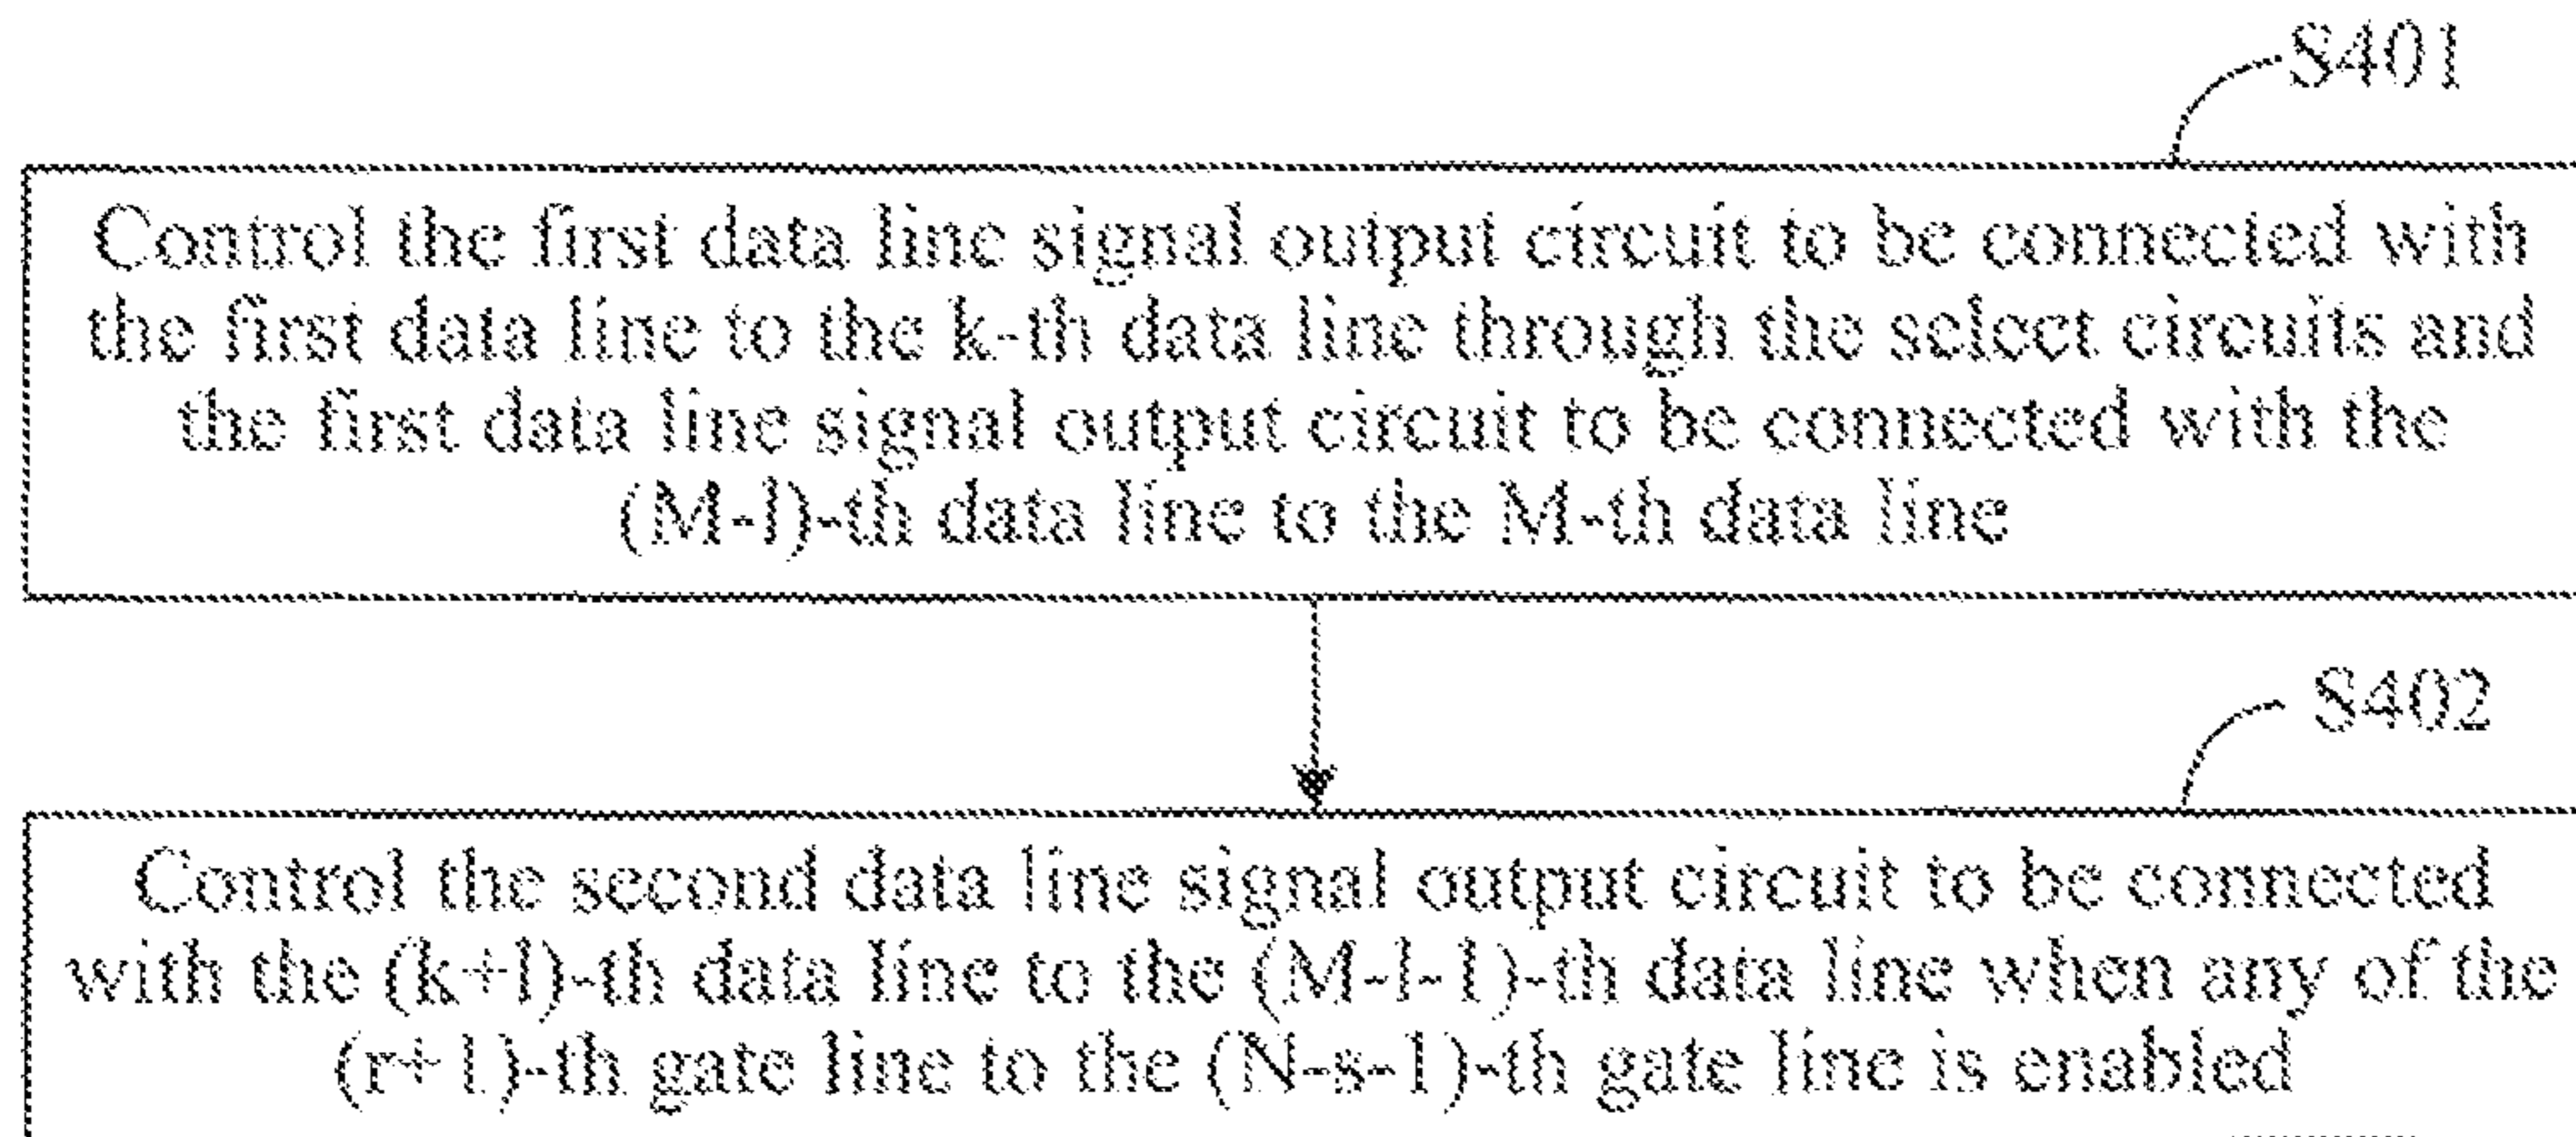 S401
Control the first data line signal output circuit to be connected with
the first data line to the k-th data line through the select circuits and
the first data line signal output circuit to be connected with the
(M-l)-th data line to the M-th data line
S402
Control the second data line signal output circuit to be connected
with the (k+1)-th data line to the (M-l-1)-th data line when any of the
(r+1)-th gate line to the (N-s-1)-th gate line is enabled